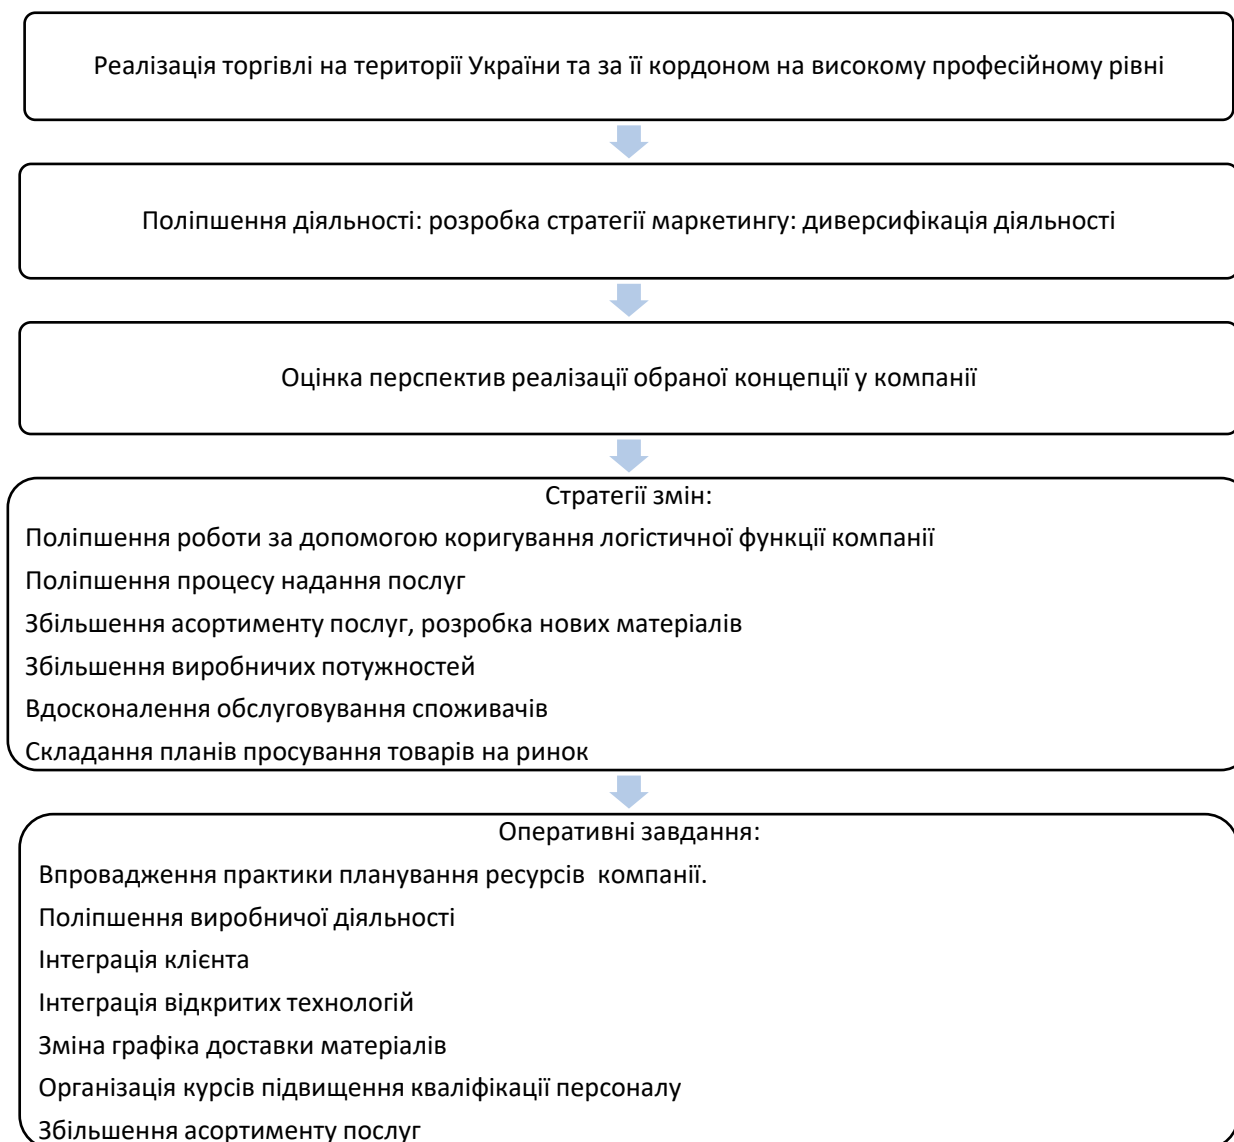 Реалізація торгівлі на території України та за її кордоном на високому професійному рівні
Поліпшення діяльності: розробка стратегії маркетингу: диверсифікація діяльності
Оцінка перспектив реалізації обраної концепції у компанії
Стратегії змін:
Поліпшення роботи за допомогою коригування логістичної функції компанії
Поліпшення процесу надання послуг
Збільшення асортименту послуг, розробка нових матеріалів
Збільшення виробничих потужностей
Вдосконалення обслуговування споживачів
Складання планів просування товарів на ринок
Оперативні завдання:
Впровадження практики планування ресурсів  компанії.
Поліпшення виробничої діяльності
Інтеграція клієнта
Інтеграція відкритих технологій
Зміна графіка доставки матеріалів
Організація курсів підвищення кваліфікації персоналу
Збільшення асортименту послуг